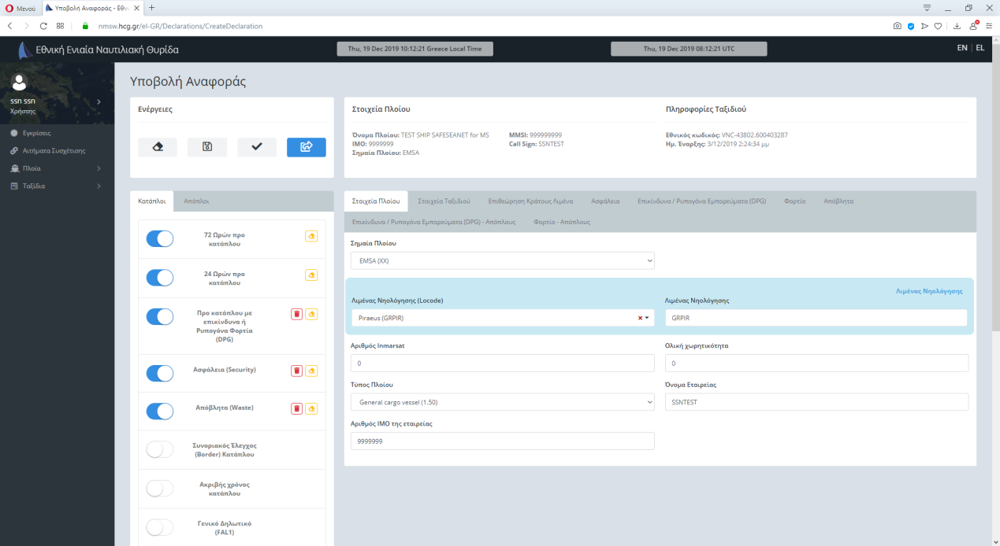 Μενού
Υποβολή Αναφοράς - Εθν
nmsw.hcg.gr/el-GR/Declarations/CreateDeclaration
Εθνική Ενιαία Ναυτιλιακή Θυρίδα
Thu, 19 Dec 2019 10:12:21 Greece Local Time
Thu, 19 Dec 2019 08:12:21 UTC
EN | EL
ssn ssn
Χρήστης
Εγκρίσεις
Αιτήματα Συσχέτισης
Πλοία
Ταξίδια
Υποβολή Αναφοράς
Ενέργειες
Στοιχεία Πλοίου
Όνομα Πλοίου: TEST SHIP SAFESEANET for MS
IMO: 9999999
Σημαία Πλοίου: EMSA
MMSI: 999999999
Call Sign: SSNTEST
Πληροφορίες Ταξιδιού
Εθνικός κωδικός: VNC-43802.600403287
Ημ. Έναρξης: 3/12/2019 2:24:34 μμ
Κατάπλοι
Απόπλοι
72 Ωρών προ
κατάπλου
24 Ωρών προ
κατάπλου
Προ κατάπλου με
επικίνδυνα ή
Ρυπογόνα Φορτία
(DPG)
Ασφάλεια (Security)
Απόβλητα (Waste)
Συνοριακός Έλεγχος
(Border) Κατάπλου
Ακριβής χρόνος
κατάπλου
Γενικό Δηλωτικό
(FAL1)
Στοιχεία Πλοίου
Στοιχεία Ταξιδιού
Επιθεώρηση Κράτους Λιμένα
Ασφάλεια
Επικίνδυνα / Ρυπογόνα Εμπορεύματα (DPG)
Φορτίο
Απόβλητα
Επικίνδυνα / Ρυπογόνα Εμπορεύματα (DPG) - Απόπλους
Φορτίο - Απόπλους
Σημαία Πλοίου
EMSA (XX)
Λιμένας Νηολόγησης
Λιμένας Νηολόγησης (Locode)
Piraeus (GRPIR)
Λιμένας Νηολόγησης
GRPIR
Αριθμός Inmarsat
0
Ολική χωρητικότητα
0
Τύπος Πλοίου
General cargo vessel (1.50)
Όνομα Εταιρείας
SSNTEST
Αριθμός ΙΜΟ της εταιρείας
9999999